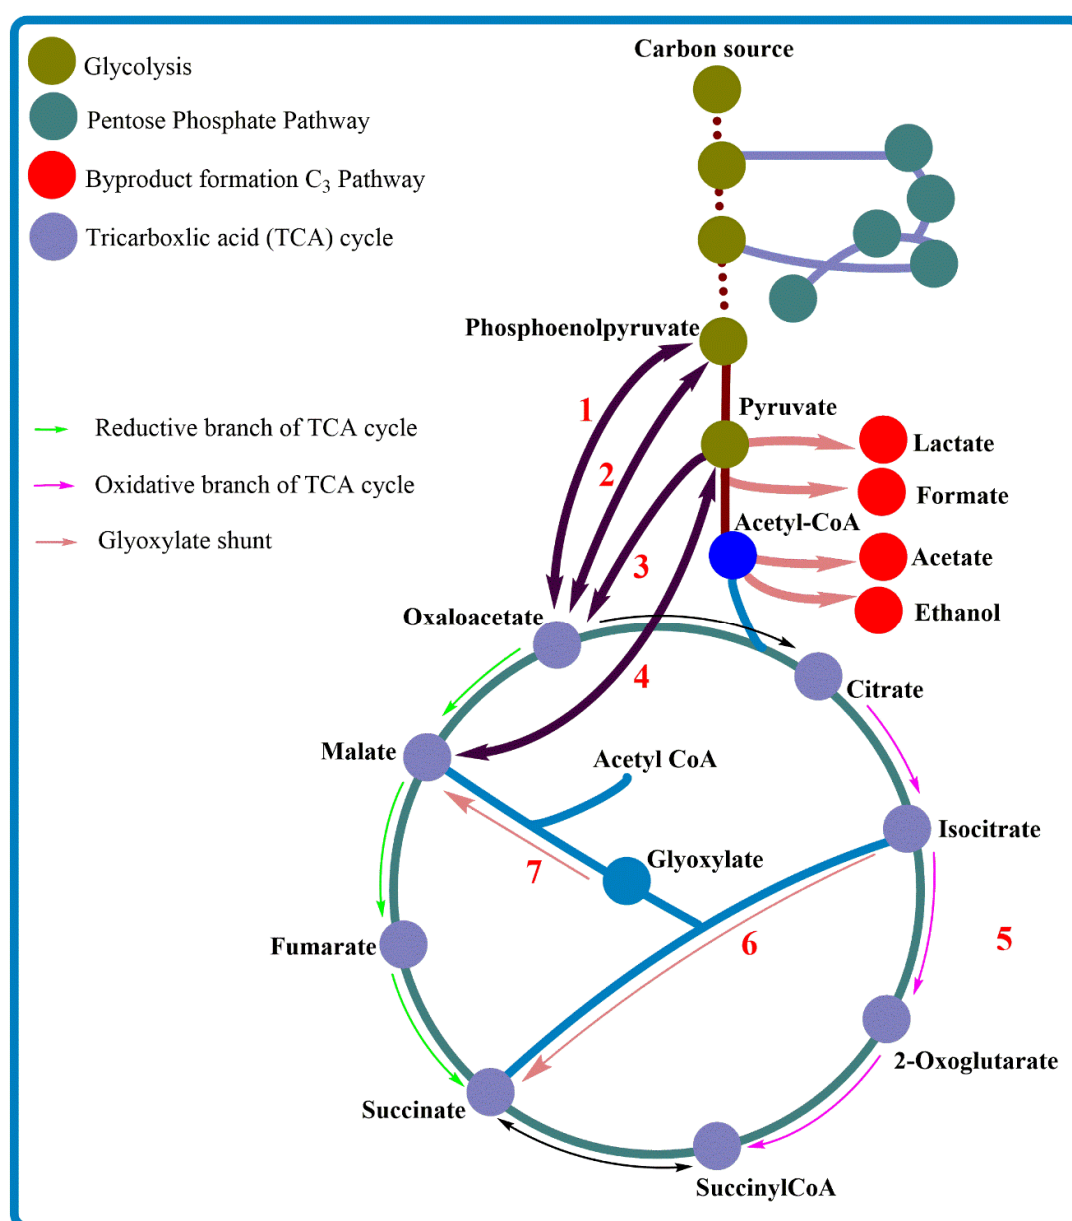 Carbon source
Glycolysis
Pentose Phosphate Pathway
Byproduct formation C₃ Pathway
Tricarboxlic acid (TCA) cycle
Phosphoenolpyruvate
1
Pyruvate
Reductive branch of TCA cycle
Lactate
2
Oxidative branch of TCA cycle
Formate
Acetyl-CoA
Glyoxylate shunt
Acetate
3
Oxaloacetate
Ethanol
4
Citrate
Malate
Acetyl CoA
Isocitrate
Glyoxylate
7
Fumarate
6
5
2-Oxoglutarate
Succinate
SuccinylCoA